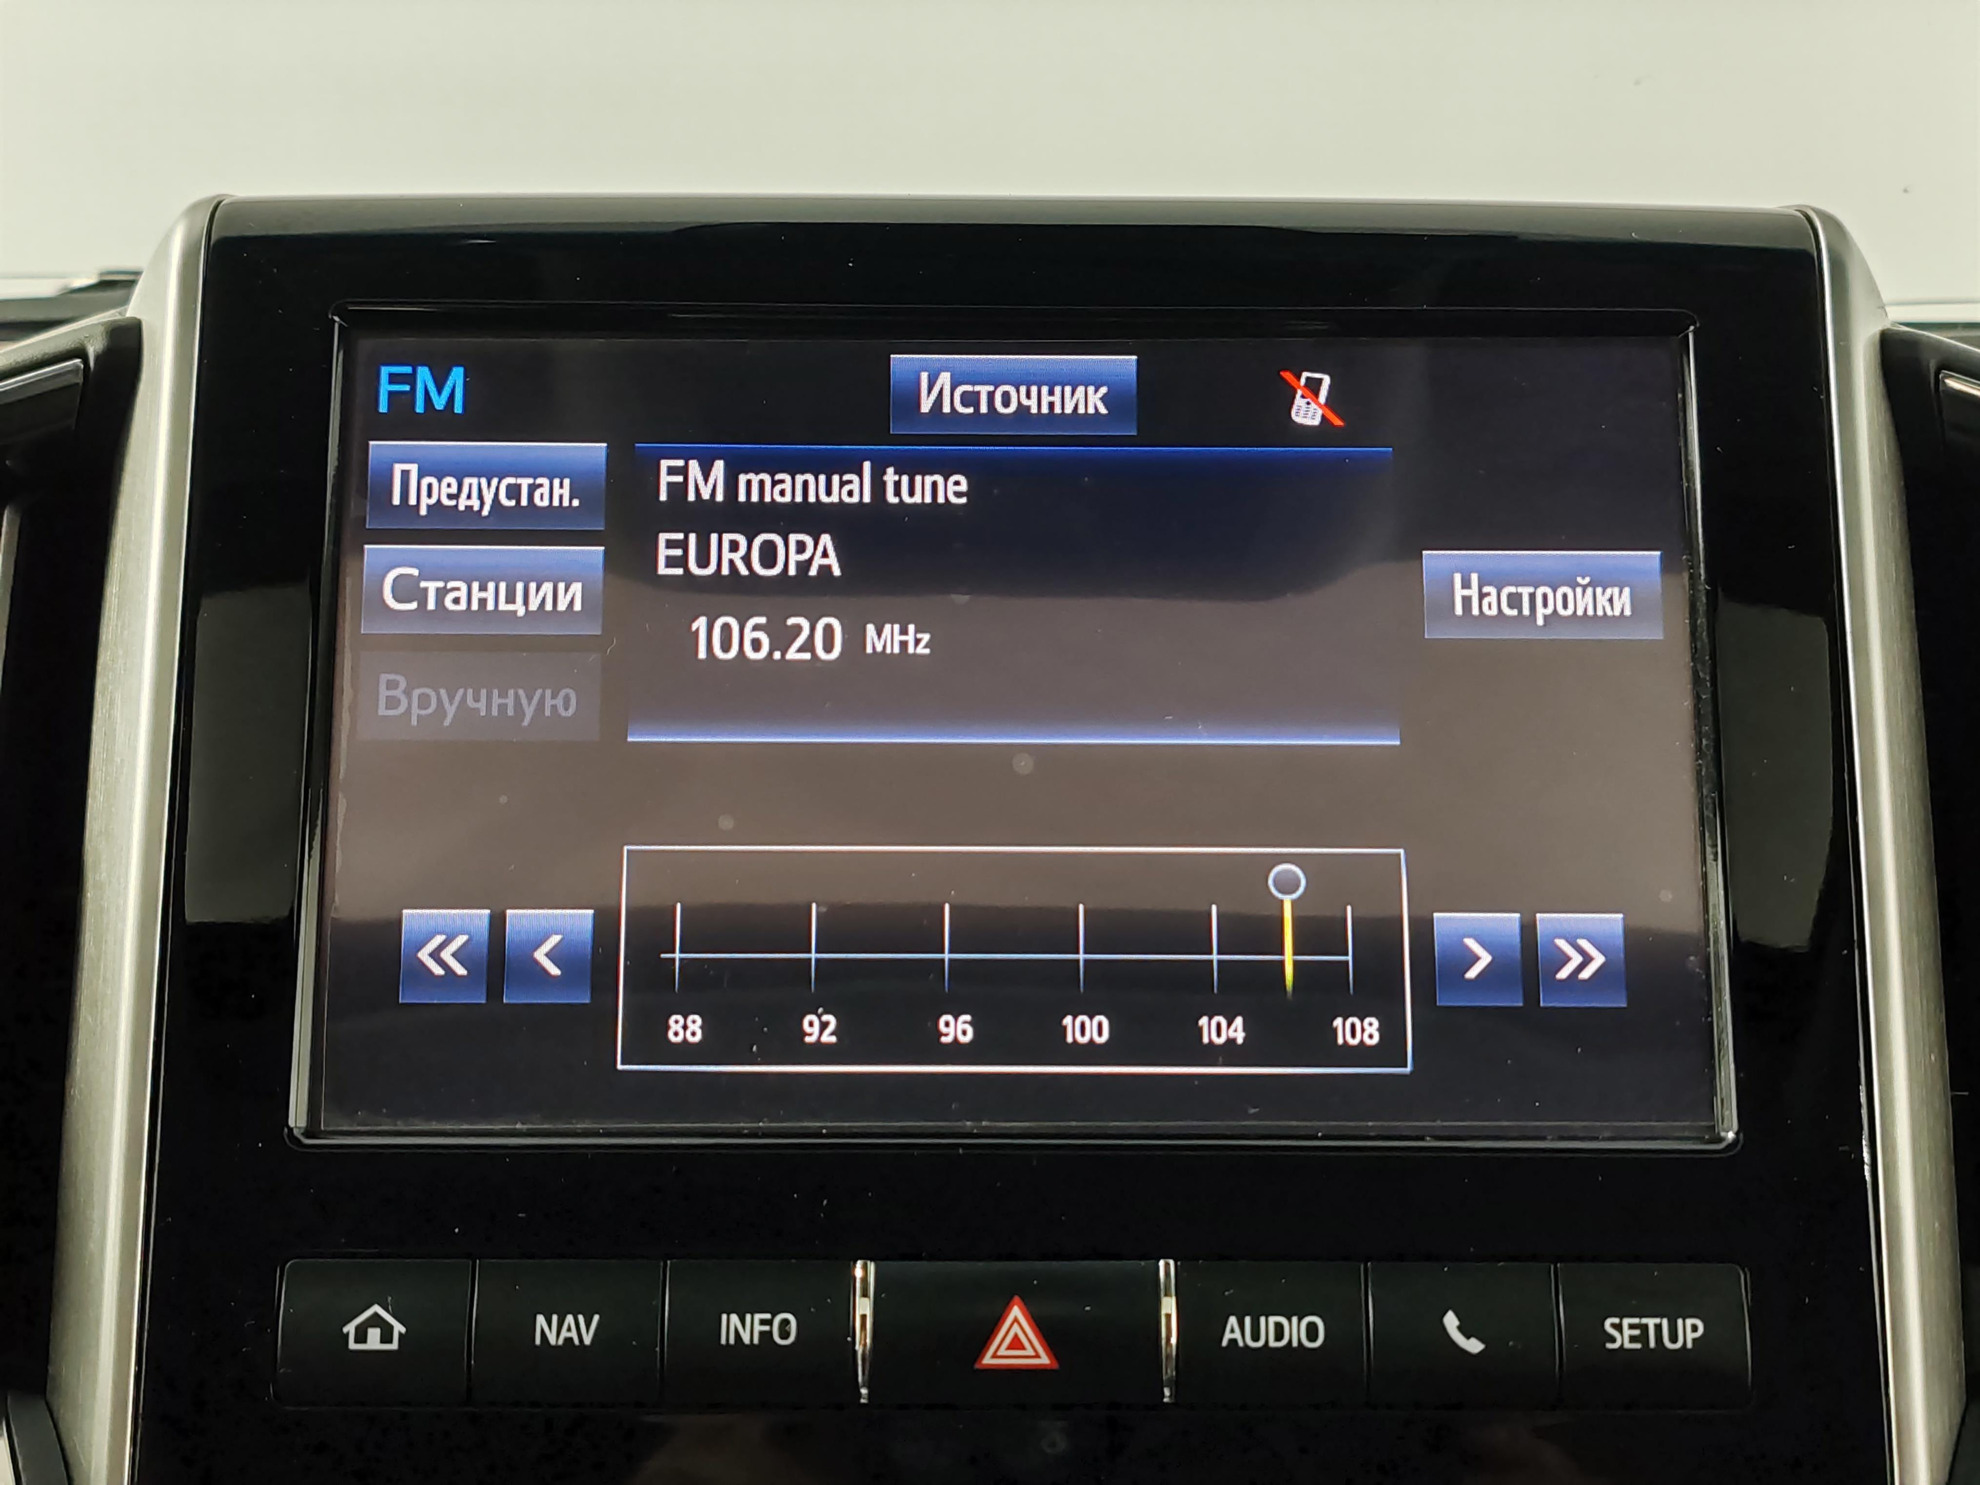 FM
Источник
Предустан.
FM manual tune
EUROPA
Станции
Настройки
106.20 MHz
Вручную
88 92 96 100 104 108
NAV INFO AUDIO SETUP